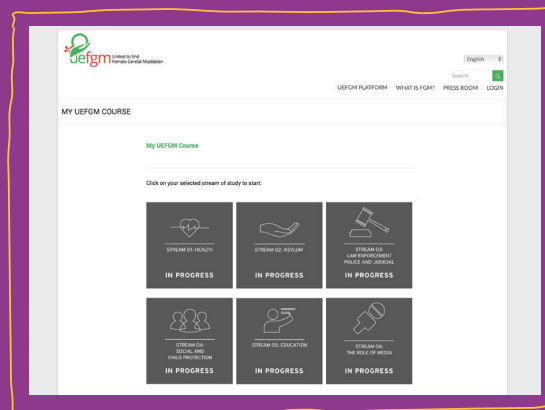 uefgm United to End
Female Genital Mutilation
English
Search
UEFGM PLATFORM WHAT IS FGM? PRESS ROOM LOGIN
MY UEFGM COURSE
My UEFGM Course
Click on your selected stream of study to start:
STREAM 01: HEALTH
IN PROGRESS
STREAM 02: ASYLUM
IN PROGRESS
STREAM 03:
LAW ENFORCEMENT
POLICE AND JUDICIAL
IN PROGRESS
STREAM 04:
SOCIAL AND
CHILD PROTECTION
IN PROGRESS
STREAM 05: EDUCATION
IN PROGRESS
STREAM 06:
THE ROLE OF MEDIA
IN PROGRESS